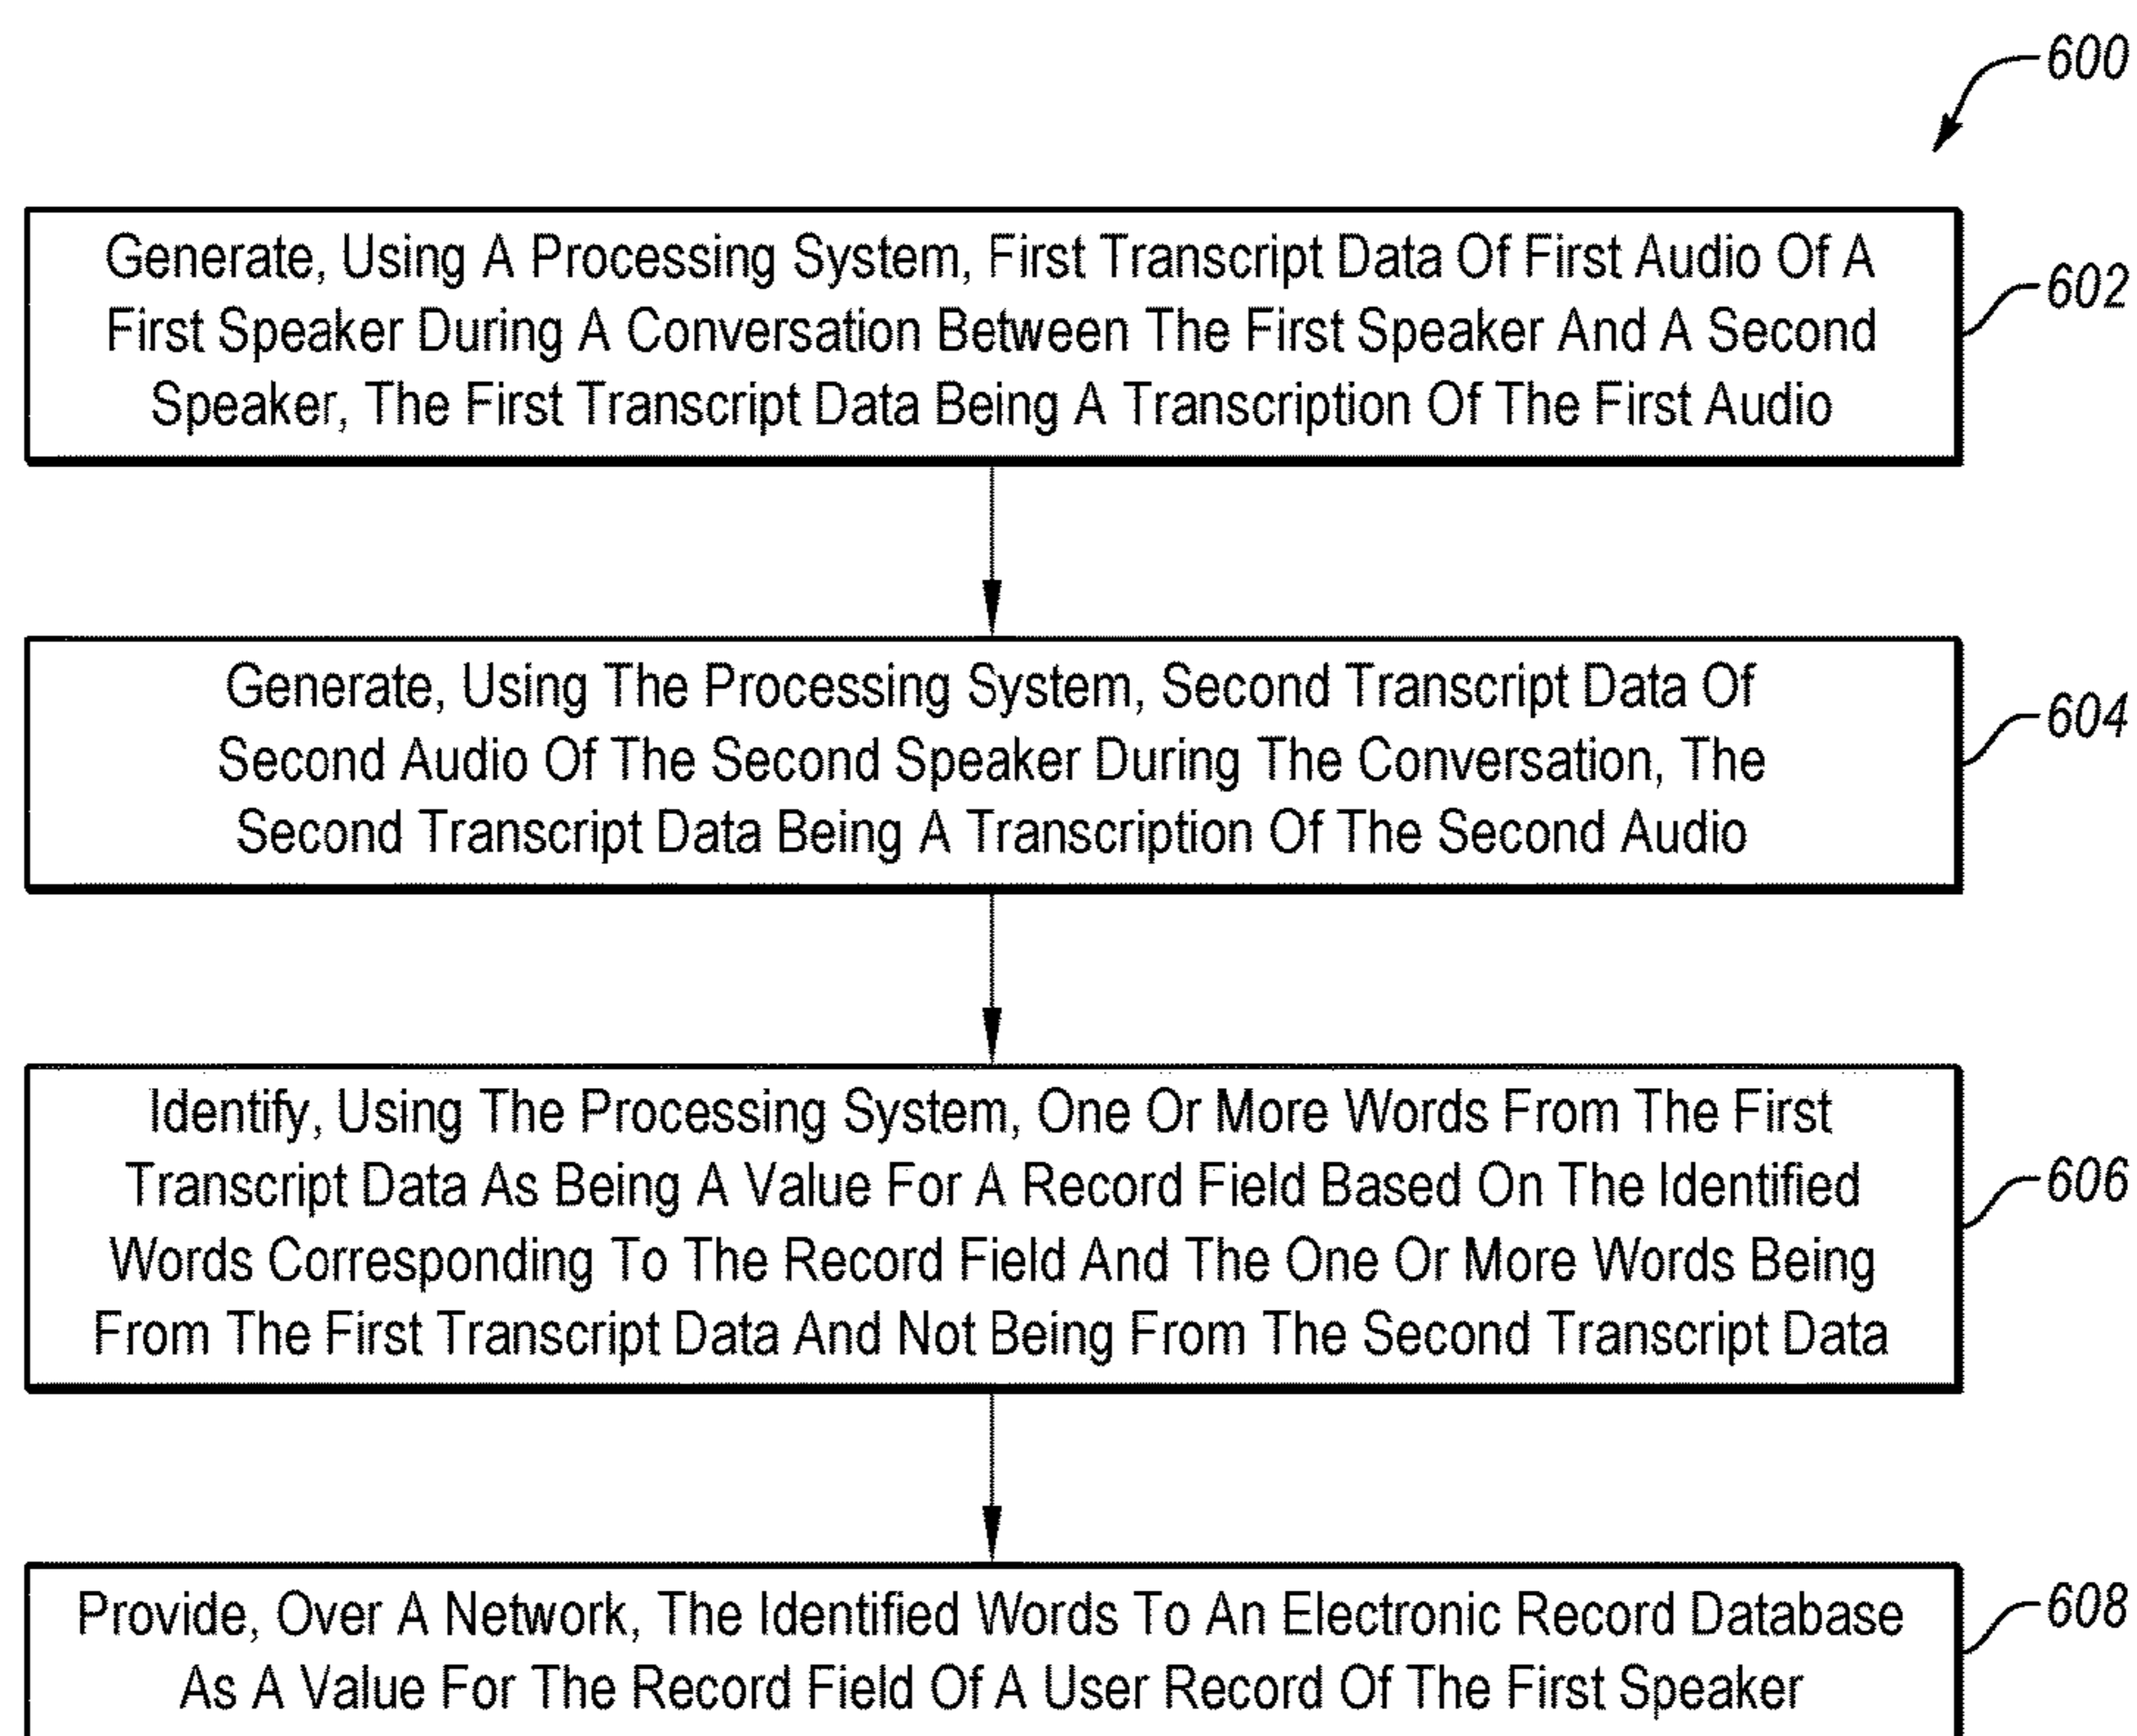 600
Generate, Using A Processing System, First Transcript Data Of First Audio Of A
First Speaker During A Conversation Between The First Speaker And A Second
Speaker, The First Transcript Data Being A Transcription Of The First Audio
602
Generate, Using The Processing System, Second Transcript Data Of
Second Audio Of The Second Speaker During The Conversation, The
Second Transcript Data Being A Transcription Of The Second Audio
604
Identify, Using The Processing System, One Or More Words From The First
Transcript Data As Being A Value For A Record Field Based On The Identified
Words Corresponding To The Record Field And The One Or More Words Being
From The First Transcript Data And Not Being From The Second Transcript Data
606
Provide, Over A Network, The Identified Words To An Electronic Record Database
As A Value For The Record Field Of A User Record Of The First Speaker
608